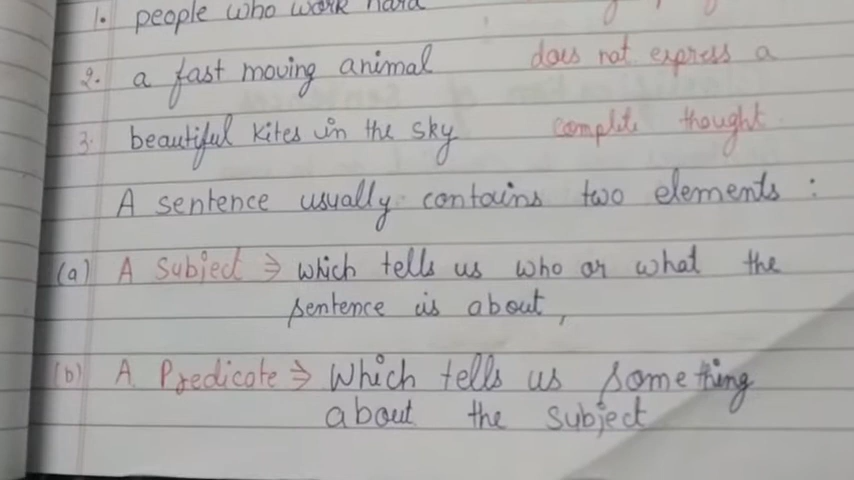 1. people who work hard
2. a fast moving animal does not express a
3. beautiful kites in the sky complete thought
A sentence usually contains two elements :
(a) A Subject ⇒ which tells us who or what the
sentence is about,
(b) A Predicate ⇒ Which tells us something
about the subject